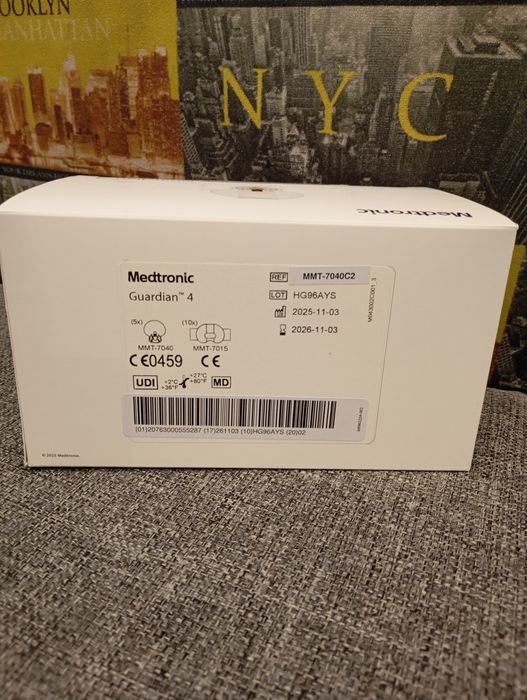 OOKLYN
ANHATTAN
NYC
Medtronic
Medtronic
Guardian™ 4
REF MMT-7040C2
LOT HG96AYS
2025-11-03
2026-11-03
(5x) (10x)
MMT-7040 MMT-7015
CE0459 CE
UDI +2°C +36°F +27°C +80°F MD
(01)20763000555287 (17)261103 (10)HG96AYS (20)02
© 2023 Medtronic.